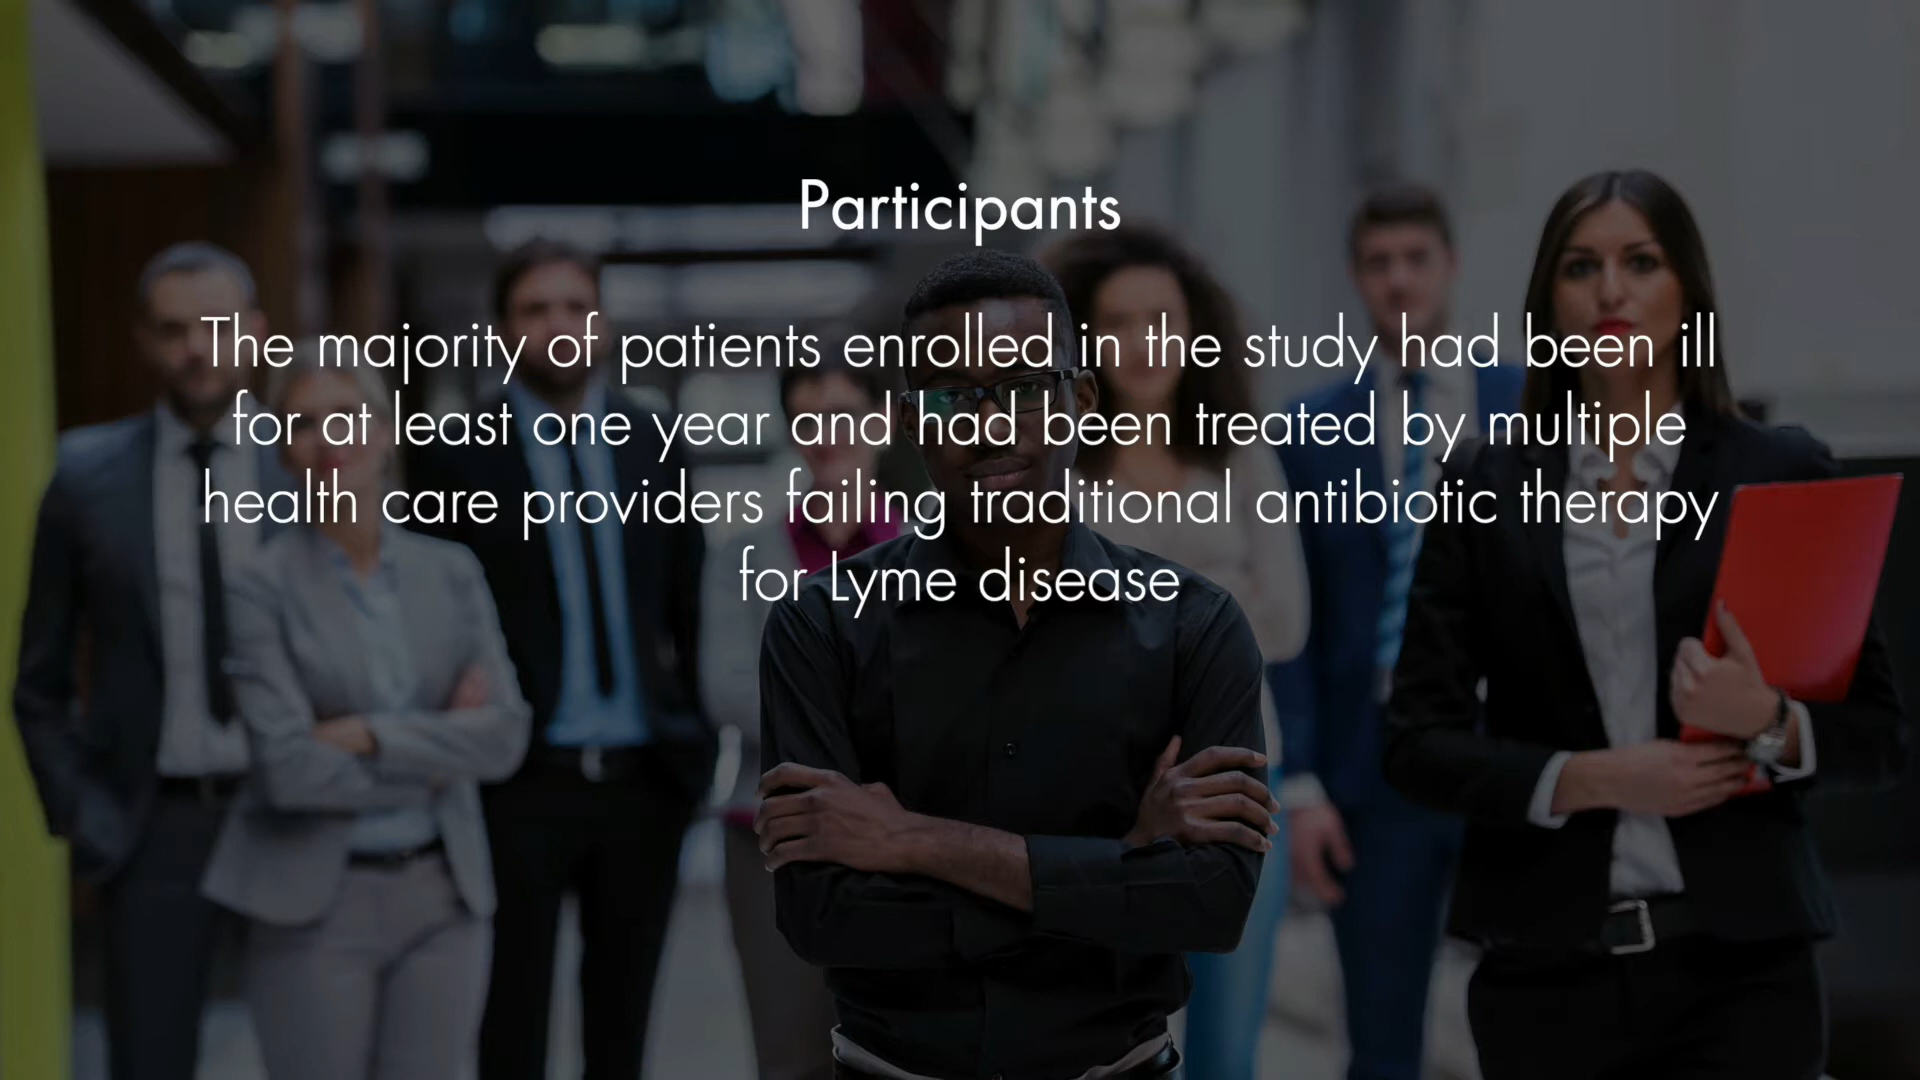 Participants
The majority of patients enrolled in the study had been ill
for at least one year and had been treated by multiple
health care providers failing traditional antibiotic therapy
for Lyme disease